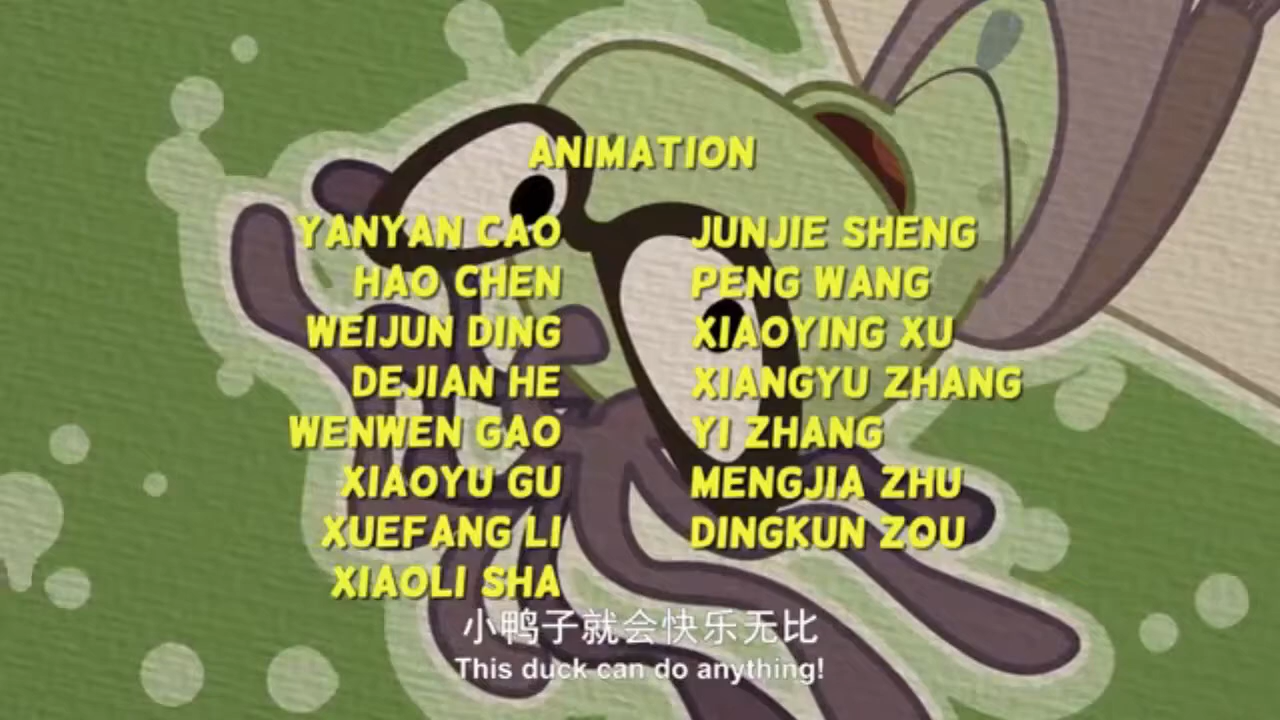 ANIMATION
YANYAN CAO
HAO CHEN
WEIJUN DING
DEJIAN HE
WENWEN GAO
XIAOYU GU
XUEFANG LI
XIAOLI SHA
JUNJIE SHENG
PENG WANG
XIAOYING XU
XIANGYU ZHANG
YI ZHANG
MENGJIA ZHU
DINGKUN ZOU
小鸭子就会快乐无比
This duck can do anything!